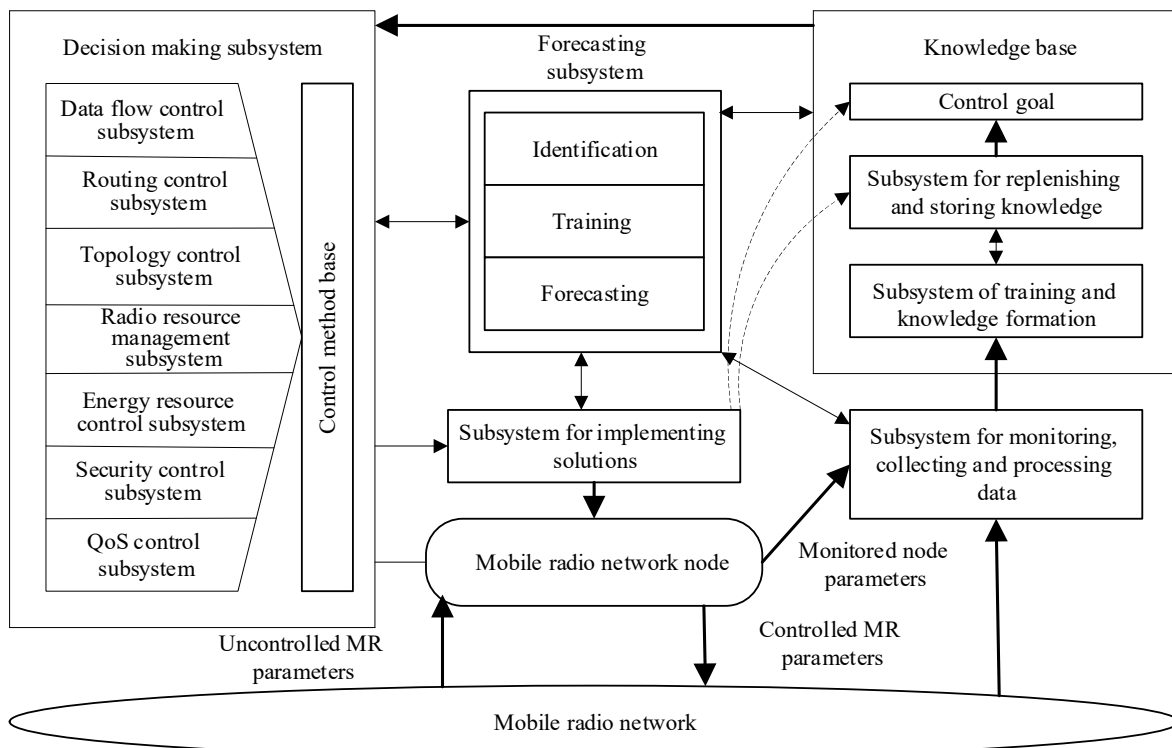 Decision making subsystem
Data flow control
subsystem
Routing control
subsystem
Topology control
subsystem
Radio resource
management
subsystem
Energy resource
control subsystem
Security control
subsystem
QoS control
subsystem
Control method base
Forecasting
subsystem
Identification
Training
Forecasting
Subsystem for implementing
solutions
Mobile radio network node
Knowledge base
Control goal
Subsystem for replenishing
and storing knowledge
Subsystem of training and
knowledge formation
Subsystem for monitoring,
collecting and processing
data
Monitored node
parameters
Uncontrolled MR
parameters
Controlled MR
parameters
Mobile radio network